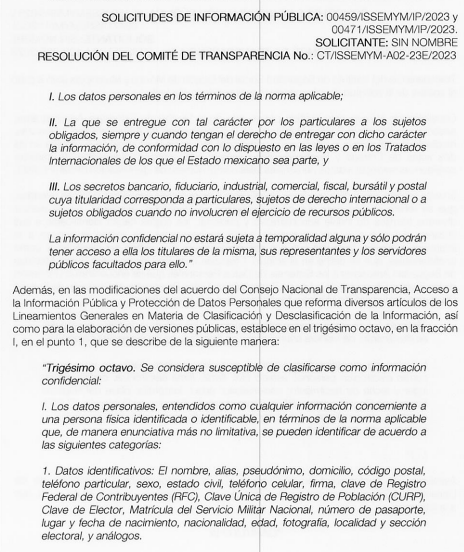 SOLICITUDES DE INFORMACIÓN PÚBLICA: 00459/ISSEMYM/IP/2023 y
00471/ISSEMYM/IP/2023.
SOLICITANTE: SIN NOMBRE
RESOLUCIÓN DEL COMITÉ DE TRANSPARENCIA No.: CT/ISSEMYM-A02-23E/2023
I. Los datos personales en los términos de la norma aplicable;
II. La que se entregue con tal carácter por los particulares a los sujetos
obligados, siempre y cuando tengan el derecho de entregar con dicho carácter
la información, de conformidad con lo dispuesto en las leyes o en los Tratados
Internacionales de los que el Estado mexicano sea parte, y
III. Los secretos bancario, fiduciario, industrial, comercial, fiscal, bursátil y postal
cuya titularidad corresponda a particulares, sujetos de derecho internacional o a
sujetos obligados cuando no involucren el ejercicio de recursos públicos.
La información confidencial no estará sujeta a temporalidad alguna y sólo podrán
tener acceso a ella los titulares de la misma, sus representantes y los servidores
públicos facultados para ello."
Además, en las modificaciones del acuerdo del Consejo Nacional de Transparencia, Acceso a
la Información Pública y Protección de Datos Personales que reforma diversos artículos de los
Lineamientos Generales en Materia de Clasificación y Desclasificación de la Información, así
como para la elaboración de versiones públicas, establece en el trigésimo octavo, en la fracción
I, en el punto 1, que se describe de la siguiente manera:
"Trigésimo octavo. Se considera susceptible de clasificarse como información
confidencial:
I. Los datos personales, entendidos como cualquier información concerniente a
una persona física identificada o identificable, en términos de la norma aplicable
que, de manera enunciativa más no limitativa, se pueden identificar de acuerdo a
las siguientes categorías:
1. Datos identificativos: El nombre, alias, pseudónimo, domicilio, código postal,
teléfono particular, sexo, estado civil, teléfono celular, firma, clave de Registro
Federal de Contribuyentes (RFC), Clave Única de Registro de Población (CURP),
Clave de Elector, Matrícula del Servicio Militar Nacional, número de pasaporte,
lugar y fecha de nacimiento, nacionalidad, edad, fotografía, localidad y sección
electoral, y análogos.